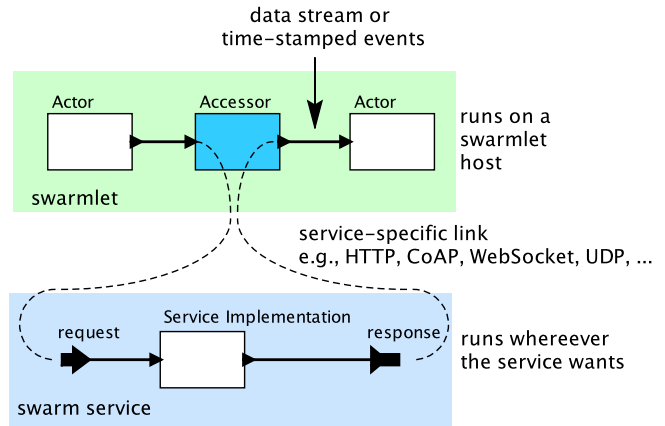 data stream or
time-stamped events
Actor
Accessor
Actor
runs on a
swarmlet
host
swarmlet
service-specific link
e.g., HTTP, CoAP, WebSocket, UDP, ...
Service Implementation
request
response
runs whereever
the service wants
swarm service